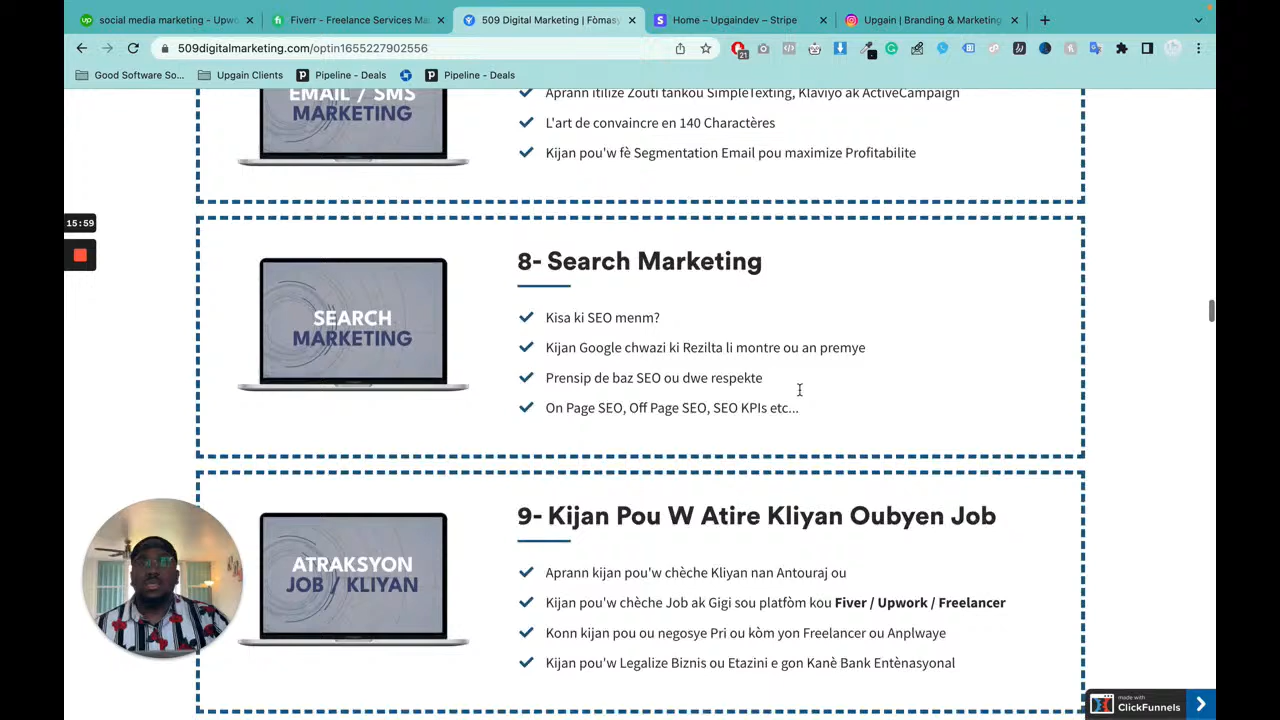 social media marketing - Upwo
Fiverr - Freelance Services Ma
509 Digital Marketing | Fòmasy
Home – Upgaindev – Stripe
Upgain | Branding & Marketing
509digitalmarketing.com/optin1655227902556
21
Good Software So...
Upgain Clients
Pipeline - Deals
Pipeline - Deals
EMAIL / SMS
MARKETING
Aprann itilize Zouti tankou SimpleTexting, Klaviyo ak ActiveCampaign
L'art de convaincre en 140 Charactères
Kijan pou'w fè Segmentation Email pou maximize Profitabilite
15:59
8- Search Marketing
SEARCH
MARKETING
Kisa ki SEO menm?
Kijan Google chwazi ki Rezilta li montre ou an premye
Prensip de baz SEO ou dwe respekte
On Page SEO, Off Page SEO, SEO KPIs etc...
9- Kijan Pou W Atire Kliyan Oubyen Job
ATRAKSYON
JOB / KLIYAN
Aprann kijan pou'w chèche Kliyan nan Antouraj ou
Kijan pou'w chèche Job ak Gigi sou platfòm kou Fiver / Upwork / Freelancer
Konn kijan pou ou negosye Pri ou kòm yon Freelancer ou Anplwaye
Kijan pou'w Legalize Biznis ou Etazini e gon Kanè Bank Entènasyonal
made with
ClickFunnels